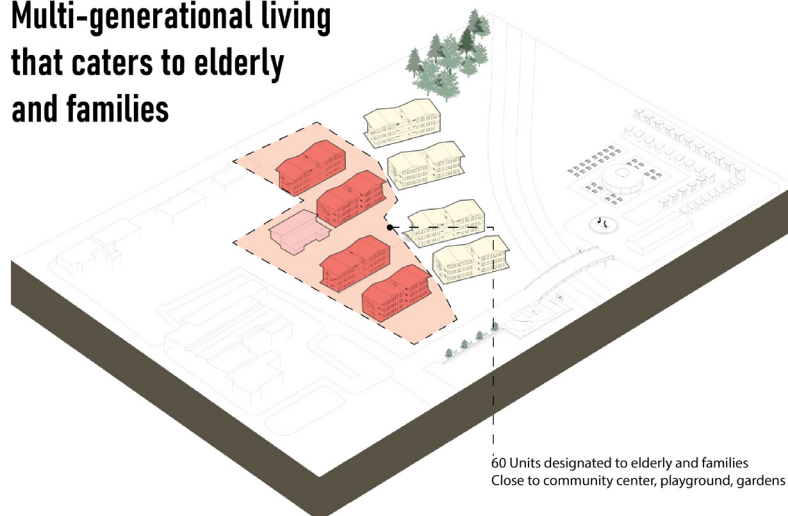 Multi-generational living
that caters to elderly
and families
60 Units designated to elderly and families
Close to community center, playground, gardens